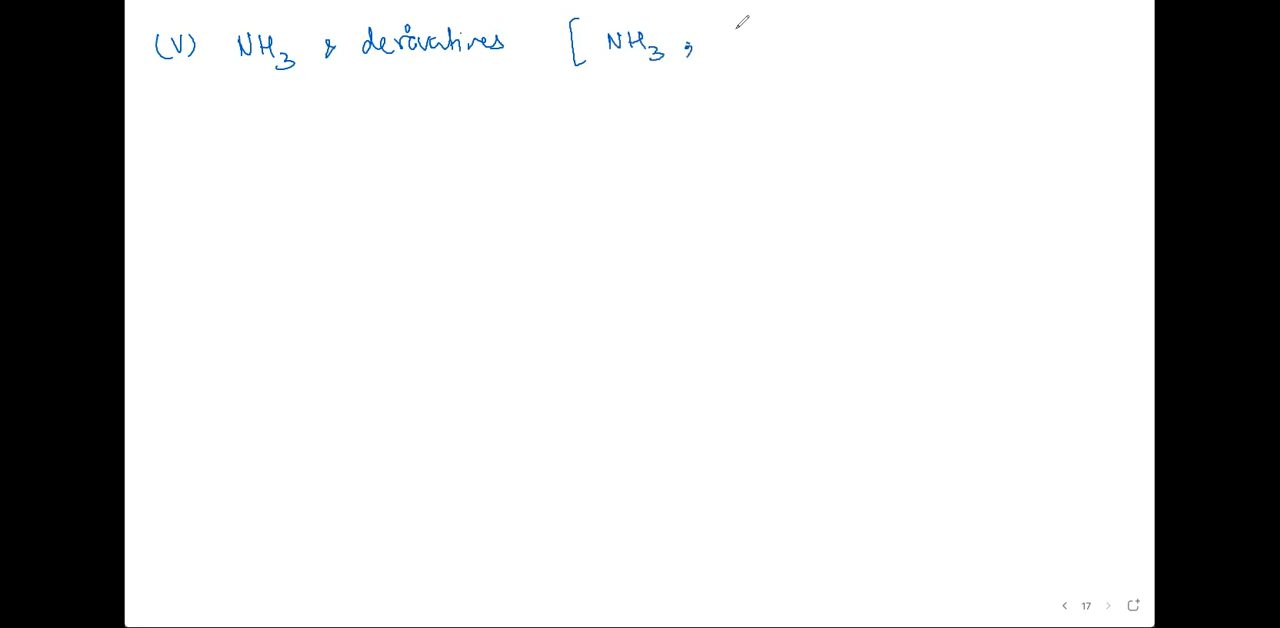 (V) NH3 & derivatives [ NH3 ,
17